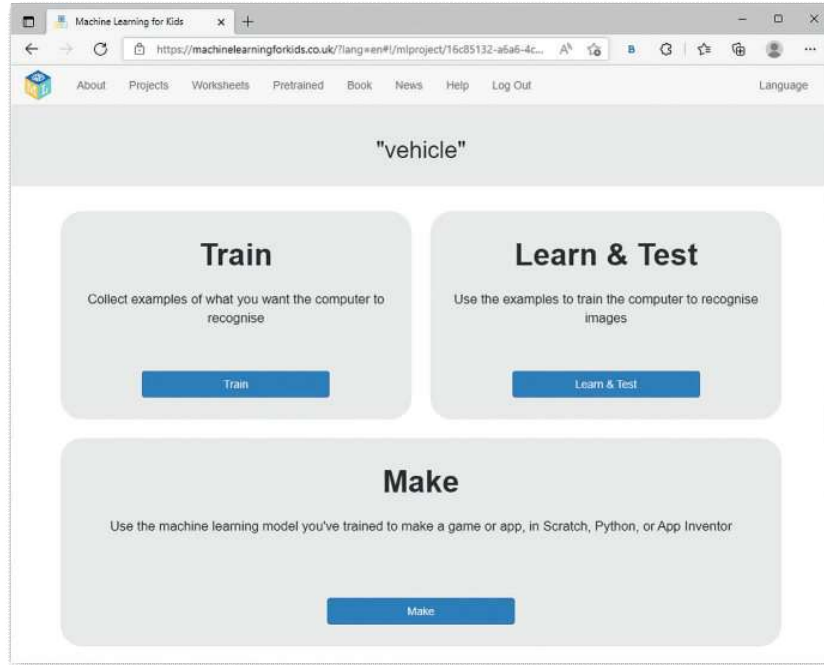 Machine Learning for Kids
https://machinelearningforkids.co.uk/?lang=en#!/mlproject/16c85132-a6a6-4c...
About Projects Worksheets Pretrained Book News Help Log Out Language
"vehicle"
Train
Collect examples of what you want the computer to
recognise
Train
Learn & Test
Use the examples to train the computer to recognise
images
Learn & Test
Make
Use the machine learning model you've trained to make a game or app, in Scratch, Python, or App Inventor
Make